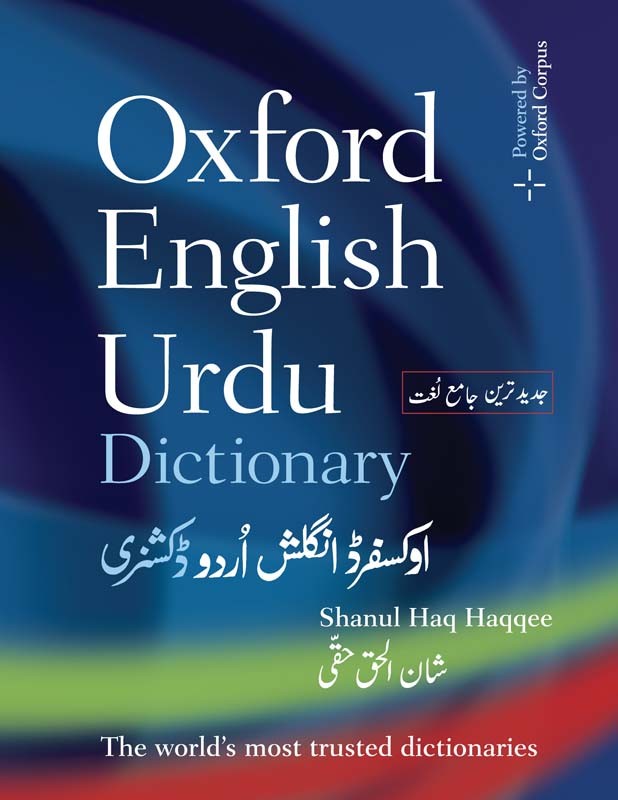 Powered by
Oxford Corpus
Oxford
English
Urdu
جدید ترین جامع لُغت
Dictionary
اوکسفرڈ انگلش اُردو ڈکشنری
Shanul Haq Haqqee
شان الحق حقّی
The world's most trusted dictionaries